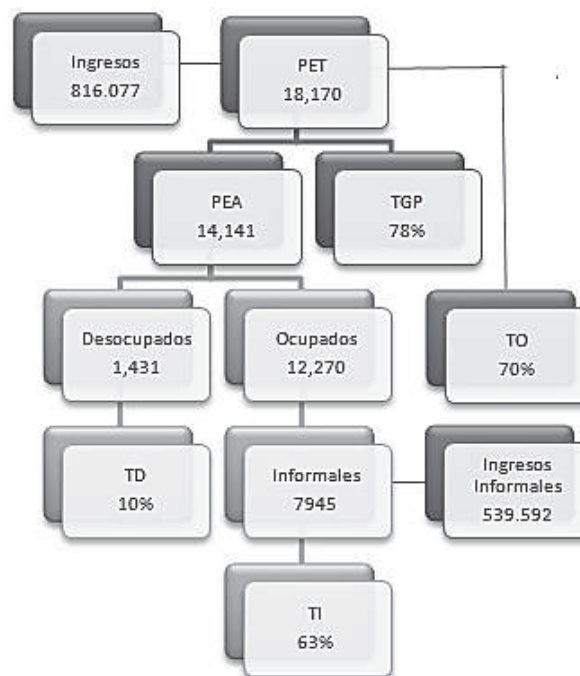 Ingresos
816.077
PET
18,170
PEA
14,141
TGP
78%
Desocupados
1,431
Ocupados
12,270
TO
70%
TD
10%
Informales
7945
Ingresos
Informales
539.592
TI
63%